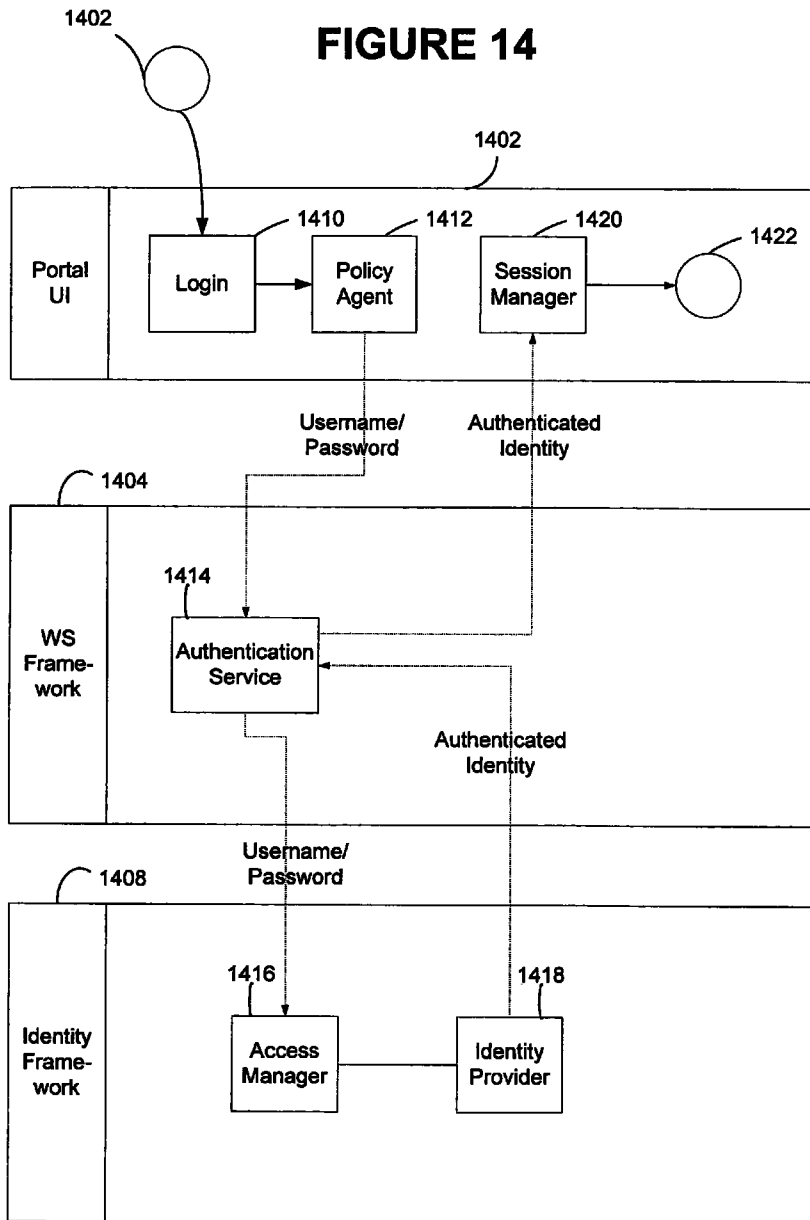 1402
FIGURE 14
1402
Portal
UI
1410
Login
1412
Policy
Agent
1420
Session
Manager
1422
Username/
Password
Authenticated
Identity
1404
WS
Frame-
work
1414
Authentication
Service
Authenticated
Identity
Username/
Password
1408
Identity
Frame-
work
1416
Access
Manager
1418
Identity
Provider